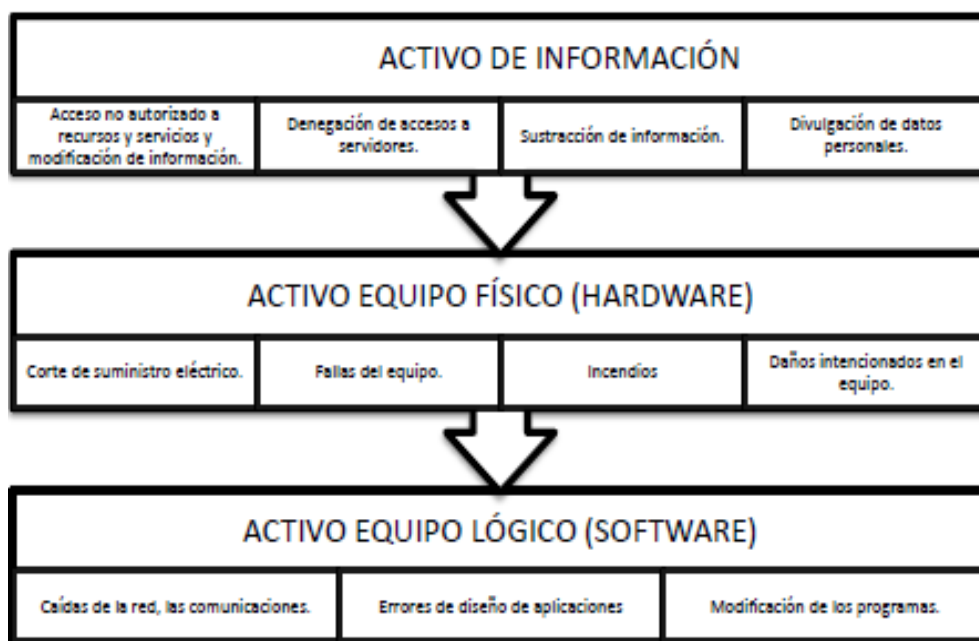 ACTIVO DE INFORMACIÓN
Acceso no autorizado a
recursos y servicios y
modificación de información.
Denegación de accesos a
servidores.
Sustracción de información.
Divulgación de datos
personales.
ACTIVO EQUIPO FÍSICO (HARDWARE)
Corte de suministro eléctrico.
Fallas del equipo.
Incendios
Daños intencionados en el
equipo.
ACTIVO EQUIPO LÓGICO (SOFTWARE)
Caídas de la red, las comunicaciones.
Errores de diseño de aplicaciones
Modificación de los programas.